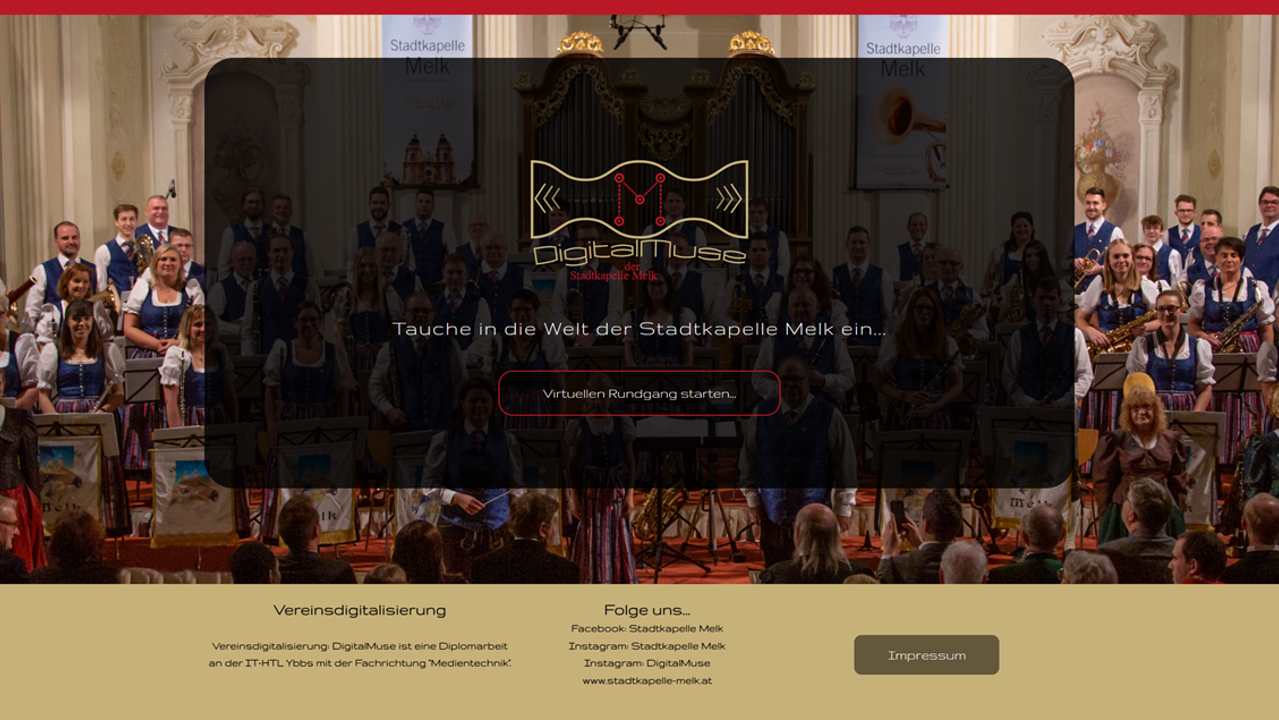 Stadtkapelle
Melk
Stadtkapelle
Melk
DigitalMuse
der
Stadtkapelle Melk
Tauche in die Welt der Stadtkapelle Melk ein...
Virtuellen Rundgang starten...
Melk
Vereinsdigitalisierung
Vereinsdigitalisierung: DigitalMuse ist eine Diplomarbeit
an der IT-HTL Ybbs mit der Fachrichtung "Medientechnik".
Folge uns...
Facebook: Stadtkapelle Melk
Instagram: Stadtkapelle Melk
Instagram: DigitalMuse
www.stadtkapelle-melk.at
Impressum